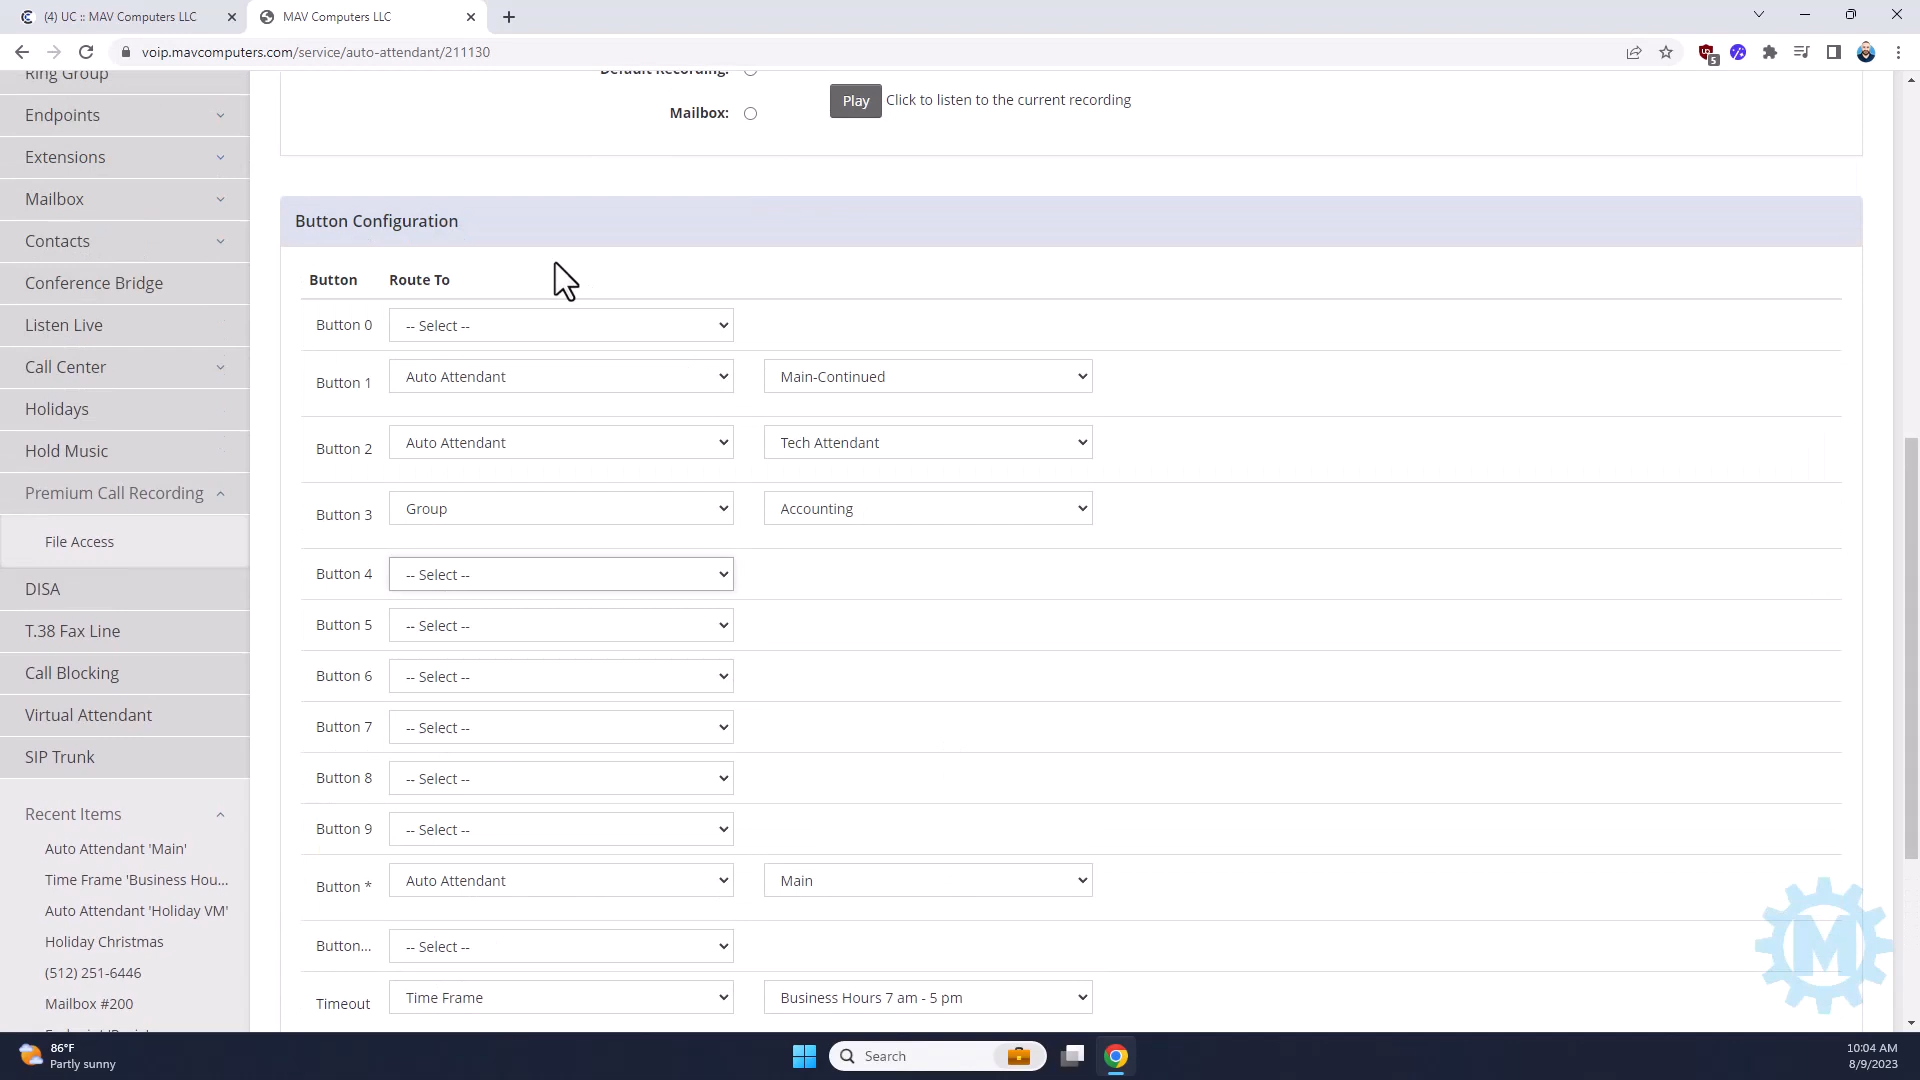 (4) UC :: MAV Computers LLC
MAV Computers LLC
voip.mavcomputers.com/service/auto-attendant/211130
5
Ring Group
Endpoints
Extensions
Mailbox
Contacts
Conference Bridge
Listen Live
Call Center
Holidays
Hold Music
Premium Call Recording
File Access
DISA
T.38 Fax Line
Call Blocking
Virtual Attendant
SIP Trunk
Recent Items
Auto Attendant 'Main'
Time Frame 'Business Hou...
Auto Attendant 'Holiday VM'
Holiday Christmas
(512) 251-6446
Mailbox #200
Default Recording:
Mailbox:
Play Click to listen to the current recording
Button Configuration
Button Route To
Button 0 -- Select --
Button 1 Auto Attendant Main-Continued
Button 2 Auto Attendant Tech Attendant
Button 3 Group Accounting
Button 4 -- Select --
Button 5 -- Select --
Button 6 -- Select --
Button 7 -- Select --
Button 8 -- Select --
Button 9 -- Select --
Button * Auto Attendant Main
Button... -- Select --
Timeout Time Frame Business Hours 7 am - 5 pm
M
86°F
Partly sunny
Search
10:04 AM
8/9/2023